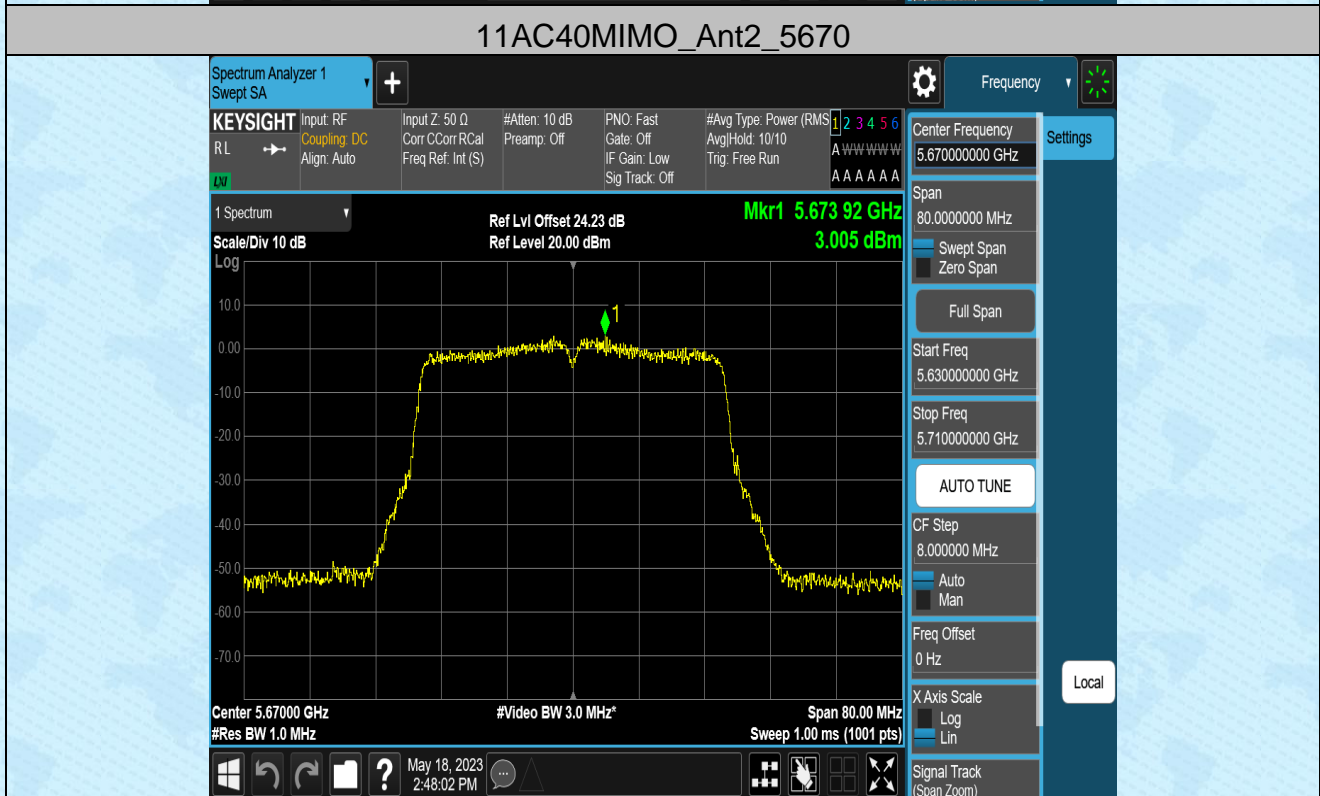 11AC40MIMO_Ant2_5670
Spectrum Analyzer 1
Swept SA
+
Frequency
KEYSIGHT
RL
LXI
Input: RF
Coupling: DC
Align: Auto
Input Z: 50 Ω
Corr CCorr RCal
Freq Ref: Int (S)
#Atten: 10 dB
Preamp: Off
PNO: Fast
Gate: Off
IF Gain: Low
Sig Track: Off
#Avg Type: Power (RMS
Avg|Hold: 10/10
Trig: Free Run
1 2 3 4 5 6
A W W W W W
A A A A A A
1 Spectrum
Scale/Div 10 dB
Log
Ref Lvl Offset 24.23 dB
Ref Level 20.00 dBm
Mkr1 5.673 92 GHz
3.005 dBm
1
10.0
0.00
-10.0
-20.0
-30.0
-40.0
-50.0
-60.0
-70.0
Center 5.67000 GHz
#Res BW 1.0 MHz
#Video BW 3.0 MHz*
Span 80.00 MHz
Sweep 1.00 ms (1001 pts)
Center Frequency
5.670000000 GHz
Settings
Span
80.0000000 MHz
Swept Span
Zero Span
Full Span
Start Freq
5.630000000 GHz
Stop Freq
5.710000000 GHz
AUTO TUNE
CF Step
8.000000 MHz
Auto
Man
Freq Offset
0 Hz
X Axis Scale
Log
Lin
Local
Signal Track
(Span Zoom)
?
May 18, 2023
2:48:02 PM